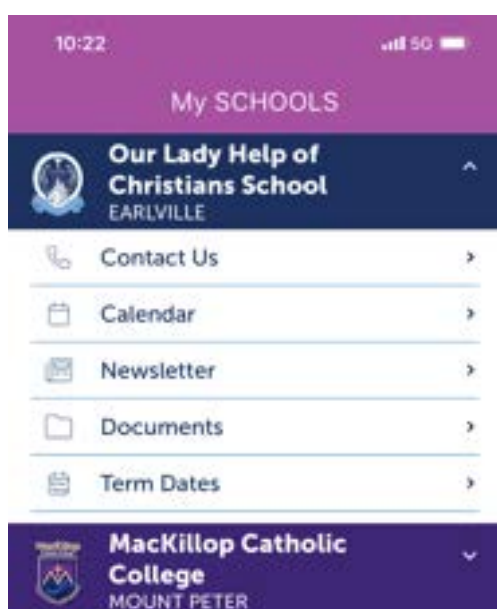 10:22
5G
My SCHOOLS
Our Lady Help of
Christians School
EARLVILLE
Contact Us
Calendar
Newsletter
Documents
Term Dates
MacKillop Catholic
College
MOUNT PETER